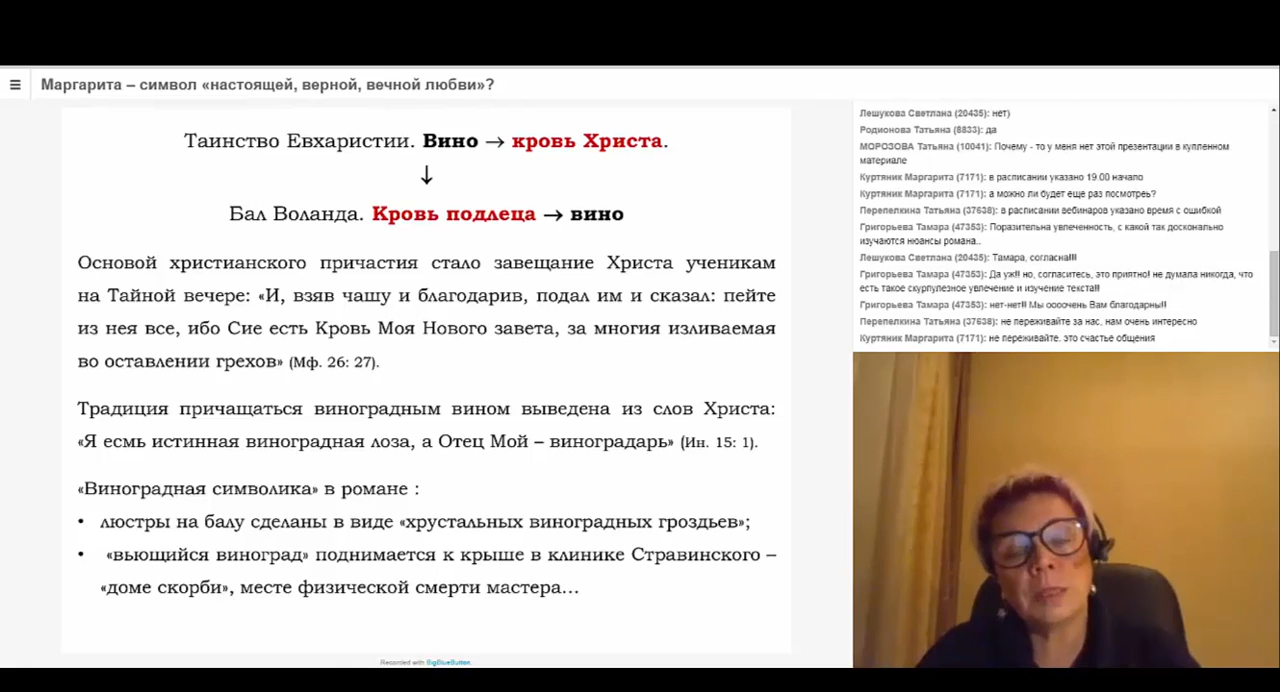 ☰ Маргарита – символ «настоящей, верной, вечной любви»?
Таинство Евхаристии. Вино → кровь Христа.
↓
Бал Воланда. Кровь подлеца → вино
Основой христианского причастия стало завещание Христа ученикам
на Тайной вечере: «И, взяв чашу и благодарив, подал им и сказал: пейте
из нея все, ибо Сие есть Кровь Моя Нового завета, за многия изливаемая
во оставлении грехов» (Мф. 26: 27).
Традиция причащаться виноградным вином выведена из слов Христа:
«Я есмь истинная виноградная лоза, а Отец Мой – виноградарь» (Ин. 15: 1).
«Виноградная символика» в романе :
• люстры на балу сделаны в виде «хрустальных виноградных гроздьев»;
• «вьющийся виноград» поднимается к крыше в клинике Стравинского –
«доме скорби», месте физической смерти мастера…
Recorded with BigBlueButton.
Лешукова Светлана (20435): нет)
Родионова Татьяна (8833): да
МОРОЗОВА Татьяна (10041): Почему - то у меня нет этой презентации в купленном
материале
Куртяник Маргарита (7171): в расписании указано 19.00 начало
Куртяник Маргарита (7171): а можно ли будет еще раз посмотреь?
Перепелкина Татьяна (37638): в расписании вебинаров указано время с ошибкой
Григорьева Тамара (47353): Поразительна увлеченность, с какой так досконально
изучаются нюансы романа..
Лешукова Светлана (20435): Тамара, согласна!!!
Григорьева Тамара (47353): Да уж!! но, согласитесь, это приятно! не думала никогда, что
есть такое скурпулезное увлечение и изучение текста!!
Григорьева Тамара (47353): нет-нет!! Мы оооочень Вам благодарны!!
Перепелкина Татьяна (37638): не переживайте за нас, нам очень интересно
Куртяник Маргарита (7171): не переживайте. это счастье общения